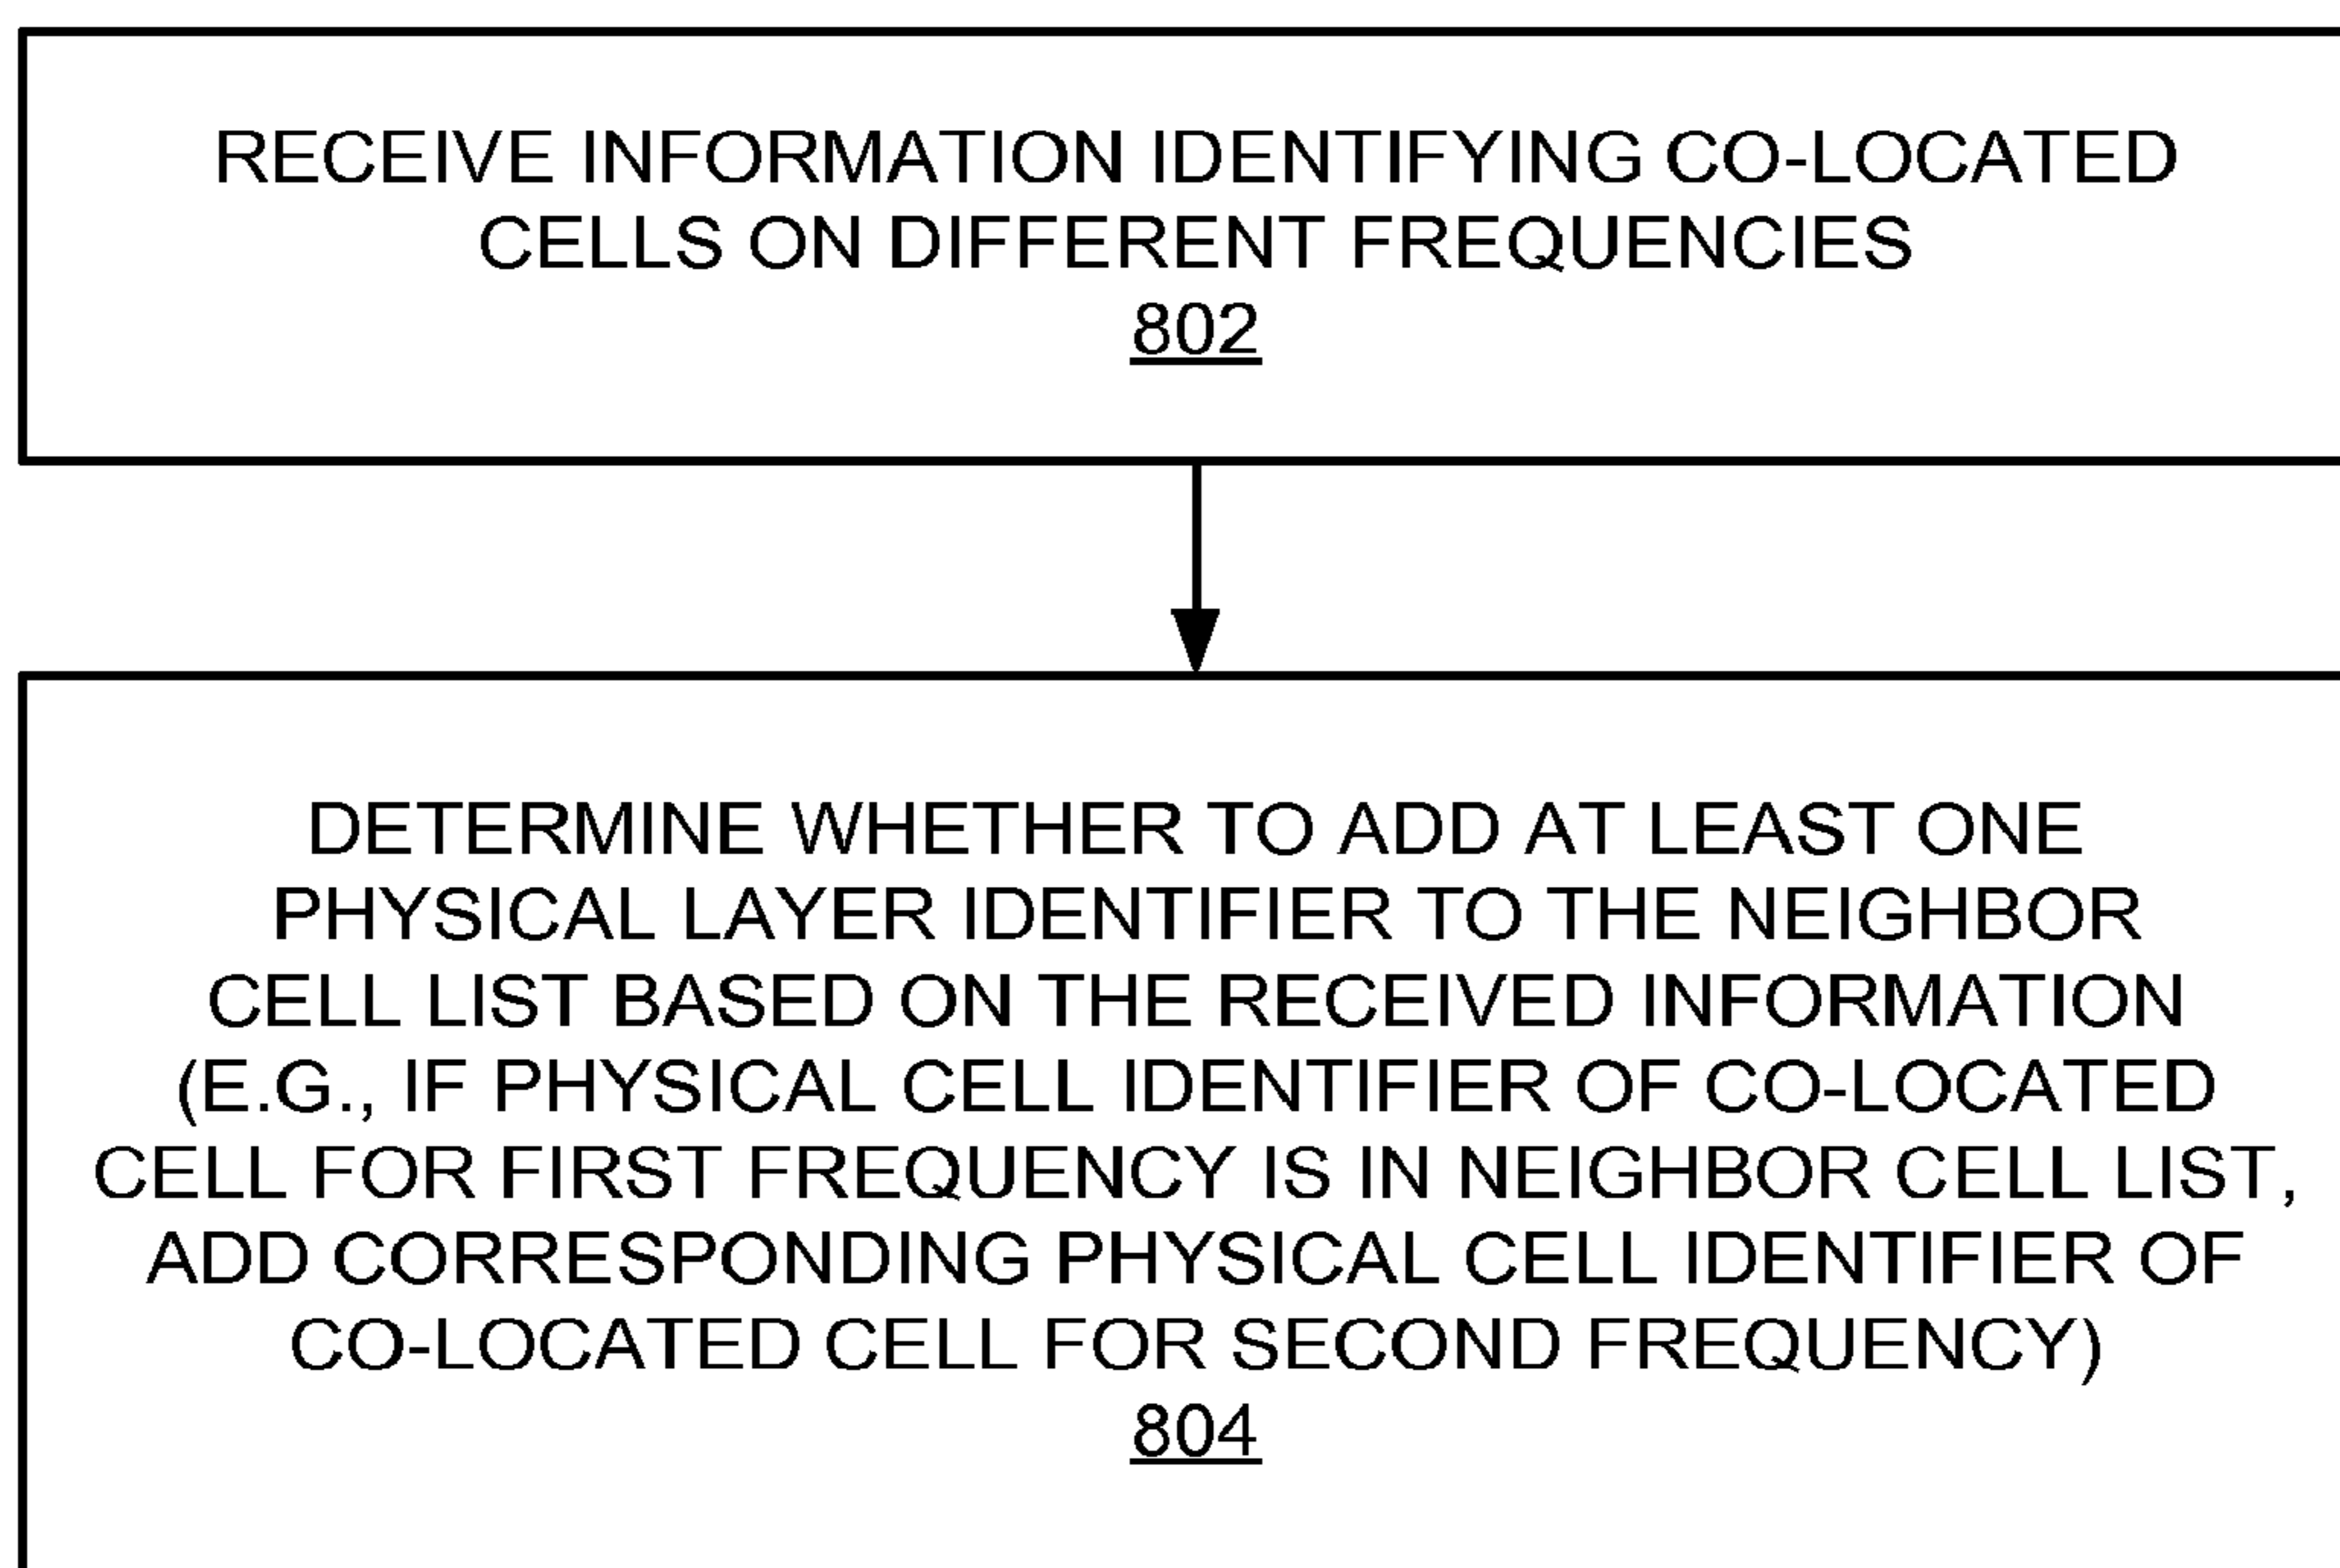 RECEIVE INFORMATION IDENTIFYING CO-LOCATED
CELLS ON DIFFERENT FREQUENCIES
802
DETERMINE WHETHER TO ADD AT LEAST ONE
PHYSICAL LAYER IDENTIFIER TO THE NEIGHBOR
CELL LIST BASED ON THE RECEIVED INFORMATION
(E.G., IF PHYSICAL CELL IDENTIFIER OF CO-LOCATED
CELL FOR FIRST FREQUENCY IS IN NEIGHBOR CELL LIST,
ADD CORRESPONDING PHYSICAL CELL IDENTIFIER OF
CO-LOCATED CELL FOR SECOND FREQUENCY)
804